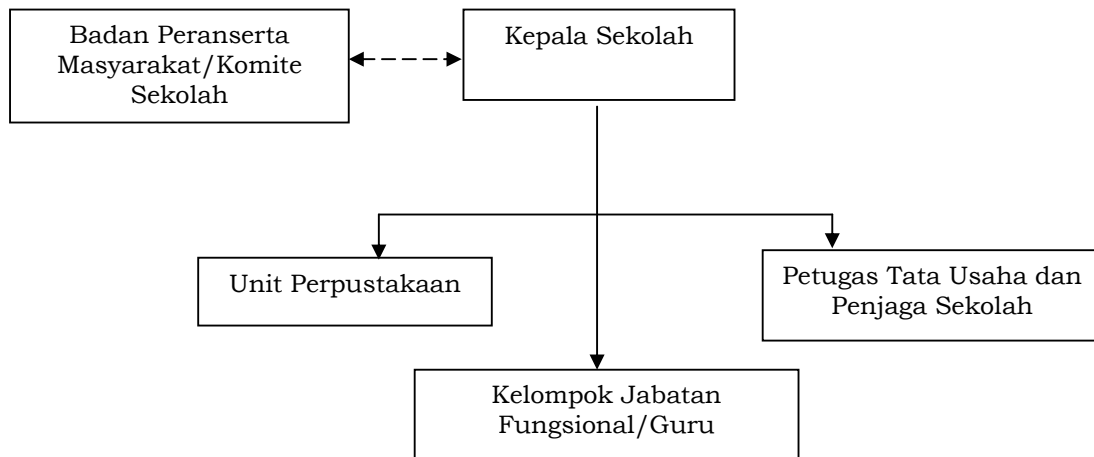 Badan Peranserta
Masyarakat/Komite
Sekolah
Kepala Sekolah
Unit Perpustakaan
Petugas Tata Usaha dan
Penjaga Sekolah
Kelompok Jabatan
Fungsional/Guru